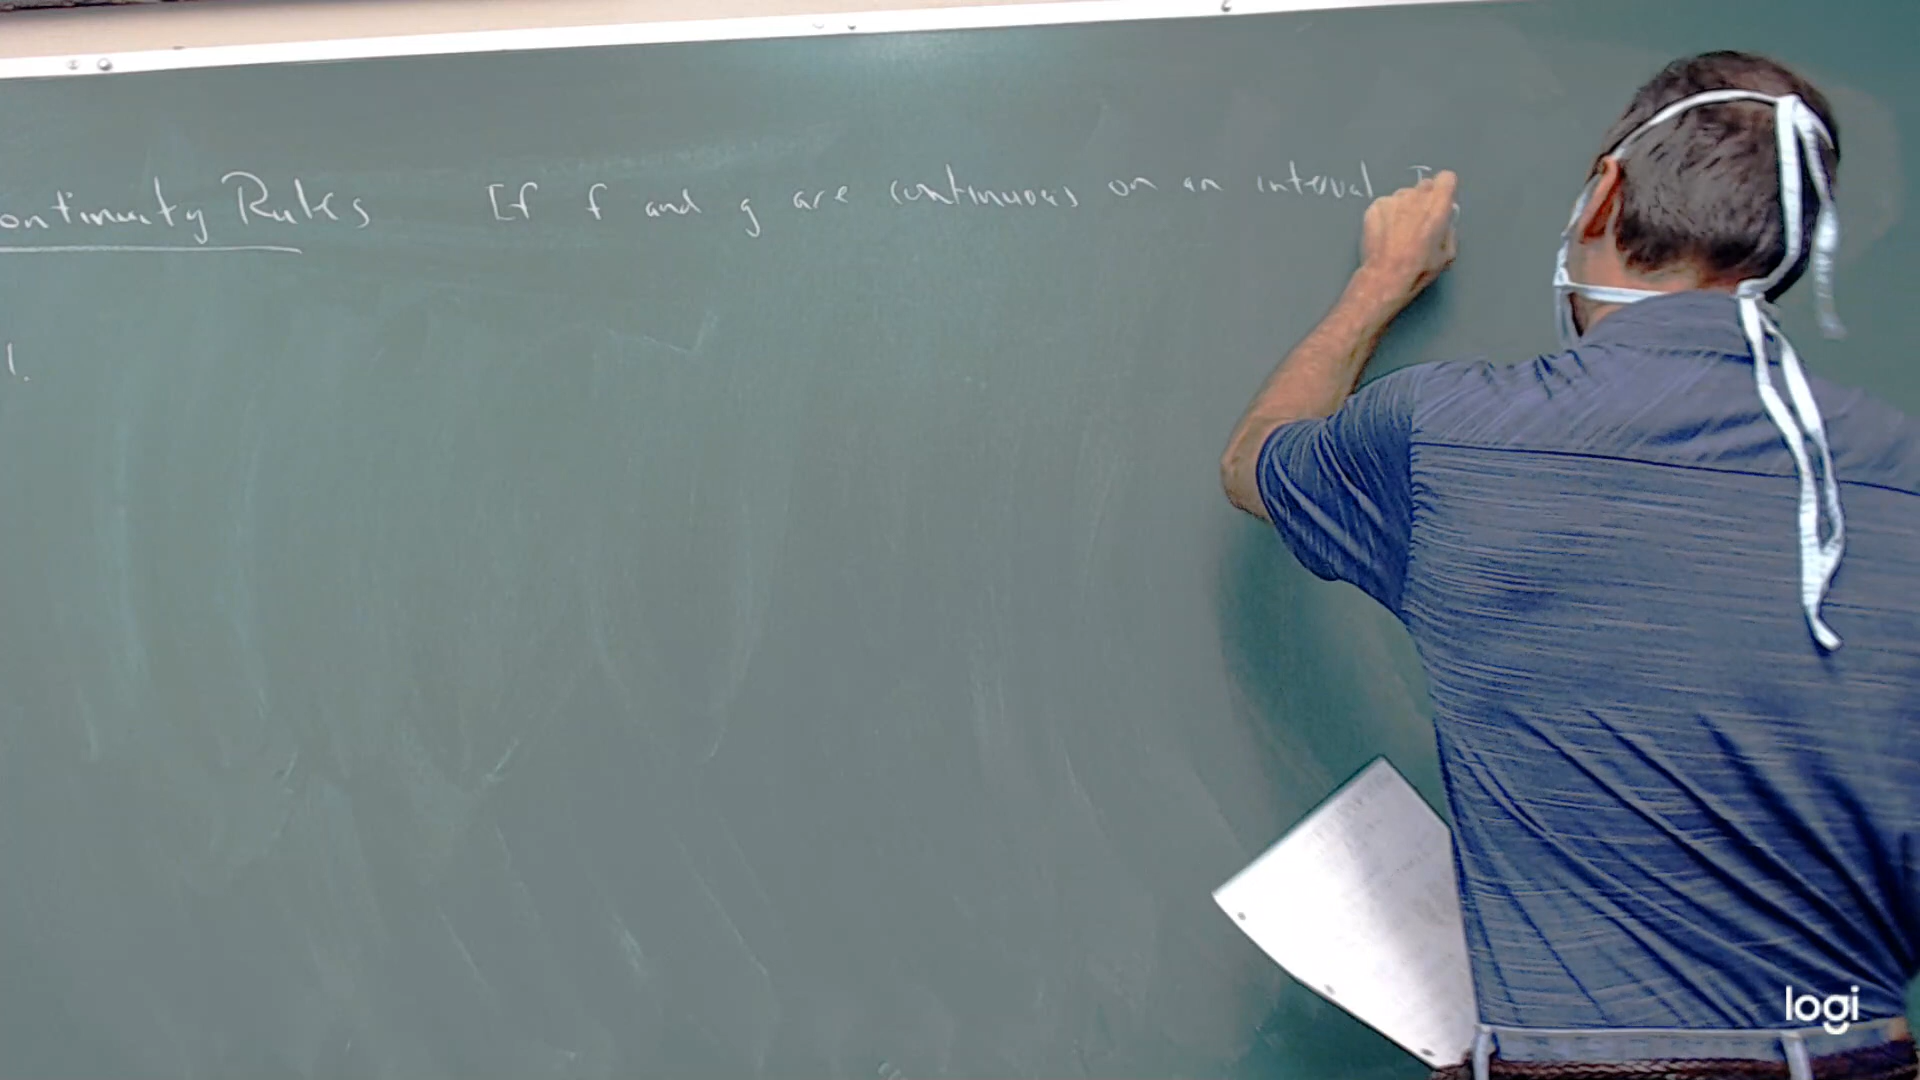 ontinuity Rules If f and g are continuous on an interval I
1.
logi